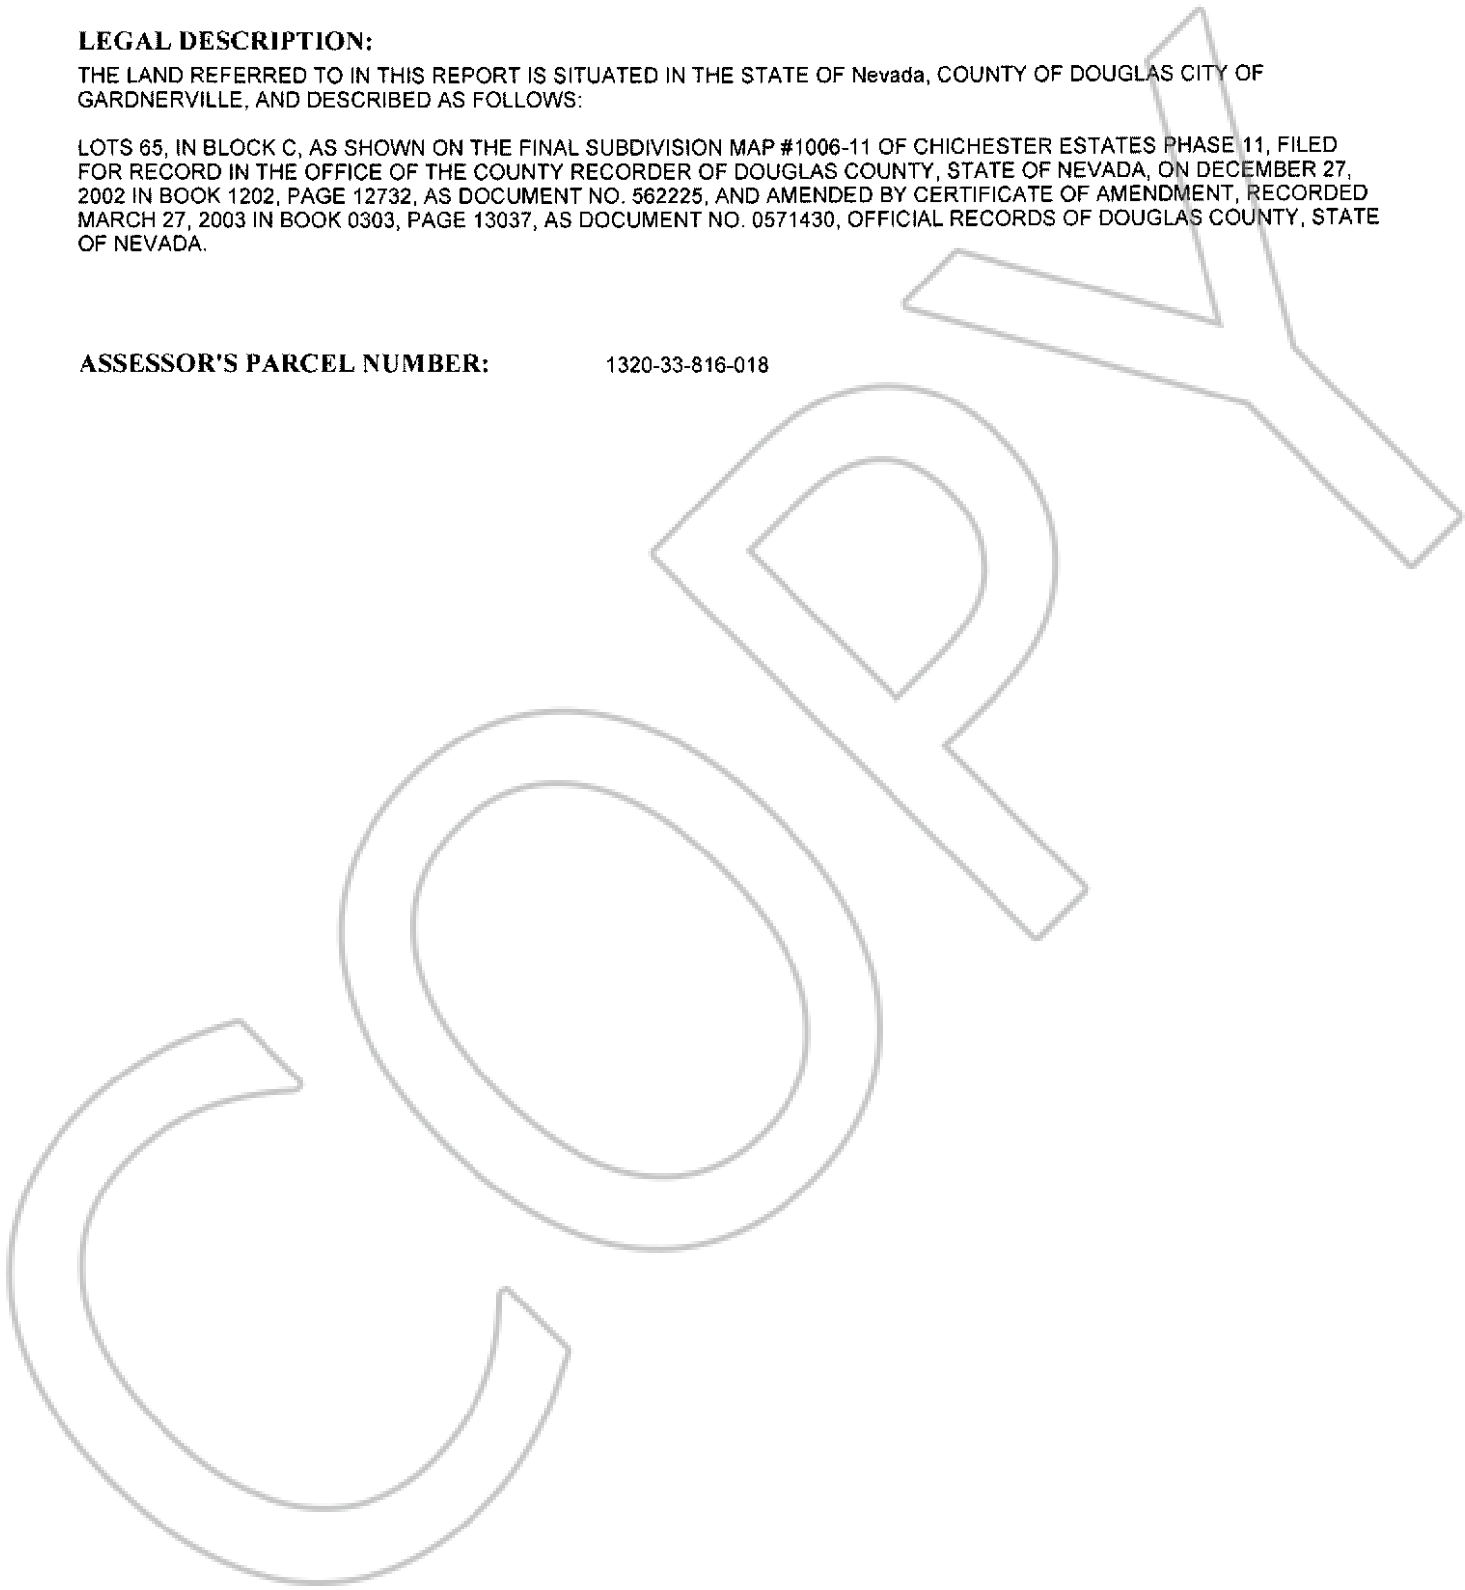 LEGAL DESCRIPTION:
THE LAND REFERRED TO IN THIS REPORT IS SITUATED IN THE STATE OF Nevada, COUNTY OF DOUGLAS CITY OF
GARDNERVILLE, AND DESCRIBED AS FOLLOWS:
LOTS 65, IN BLOCK C, AS SHOWN ON THE FINAL SUBDIVISION MAP #1006-11 OF CHICHESTER ESTATES PHASE 11, FILED
FOR RECORD IN THE OFFICE OF THE COUNTY RECORDER OF DOUGLAS COUNTY, STATE OF NEVADA, ON DECEMBER 27,
2002 IN BOOK 1202, PAGE 12732, AS DOCUMENT NO. 562225, AND AMENDED BY CERTIFICATE OF AMENDMENT, RECORDED
MARCH 27, 2003 IN BOOK 0303, PAGE 13037, AS DOCUMENT NO. 0571430, OFFICIAL RECORDS OF DOUGLAS COUNTY, STATE
OF NEVADA.
ASSESSOR'S PARCEL NUMBER: 1320-33-816-018
COPY